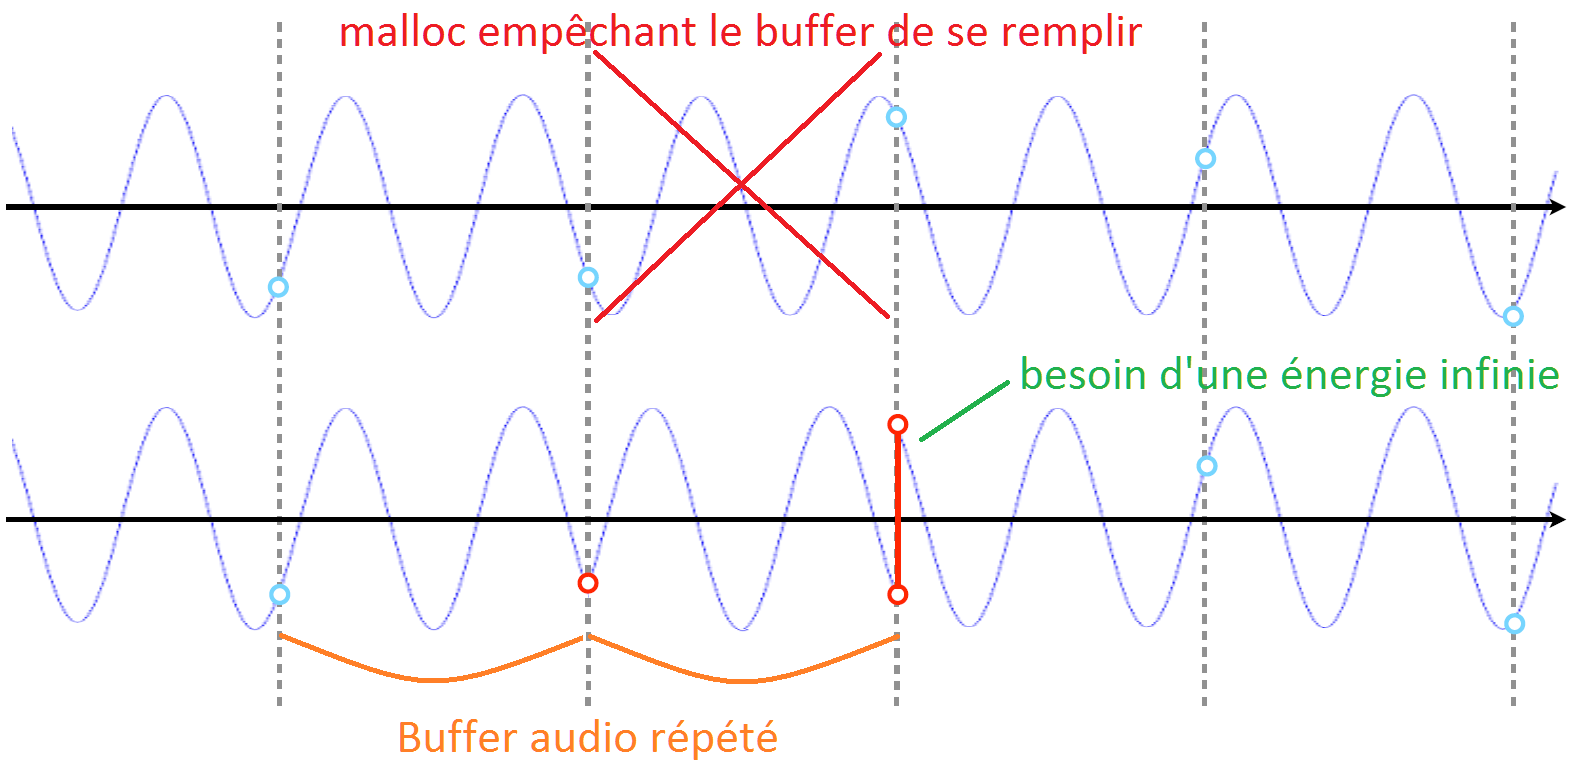 malloc empêchant le buffer de se remplir
besoin d'une énergie infinie
Buffer audio répété